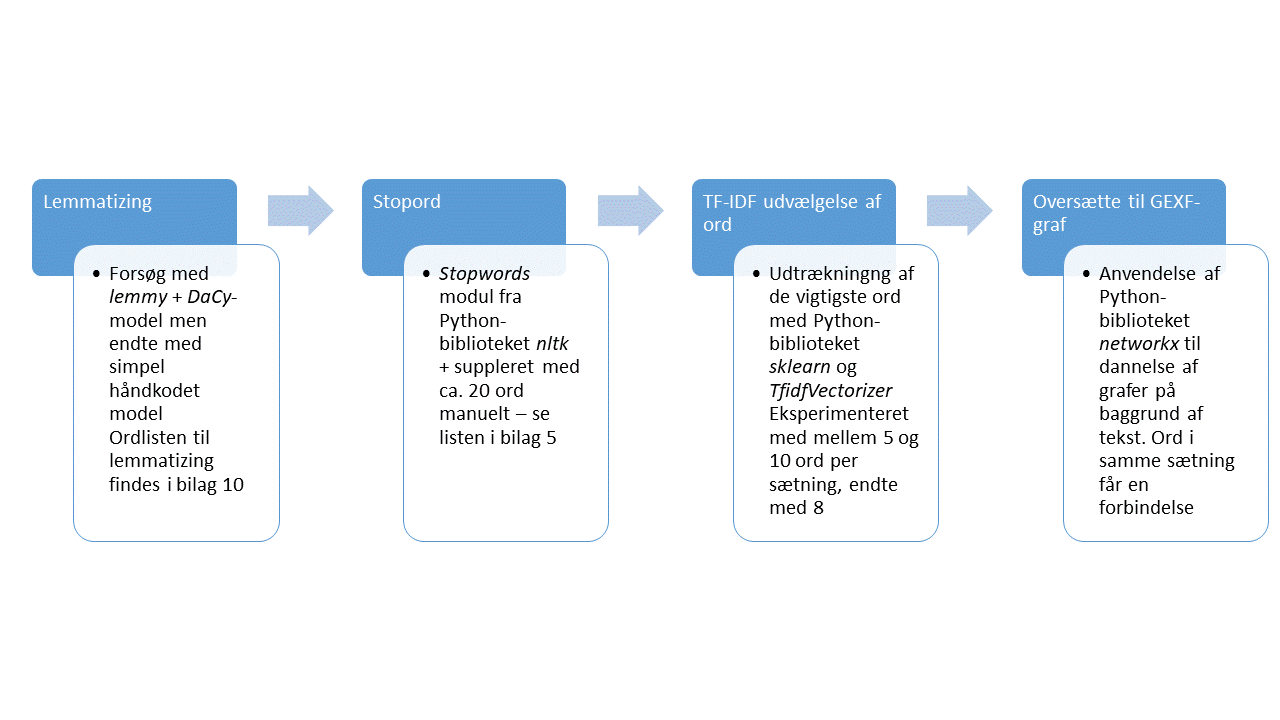 Lemmatizing
• Forsøg med
lemmy + DaCy-
model men
endte med
simpel
håndkodet
model
Ordlisten til
lemmatizing
findes i bilag 10
Stopord
• Stopwords
modul fra
Python-
biblioteket nltk
+ suppleret med
ca. 20 ord
manuelt – se
listen i bilag 5
TF-IDF udvælgelse af
ord
• Udtrækningng af
de vigtigste ord
med Python-
biblioteket
sklearn og
TfidfVectorizer
Eksperimenteret
med mellem 5 og
10 ord per
sætning, endte
med 8
Oversætte til GEXF-
graf
• Anvendelse af
Python-
biblioteket
networkx til
dannelse af
grafer på
baggrund af
tekst. Ord i
samme sætning
får en
forbindelse